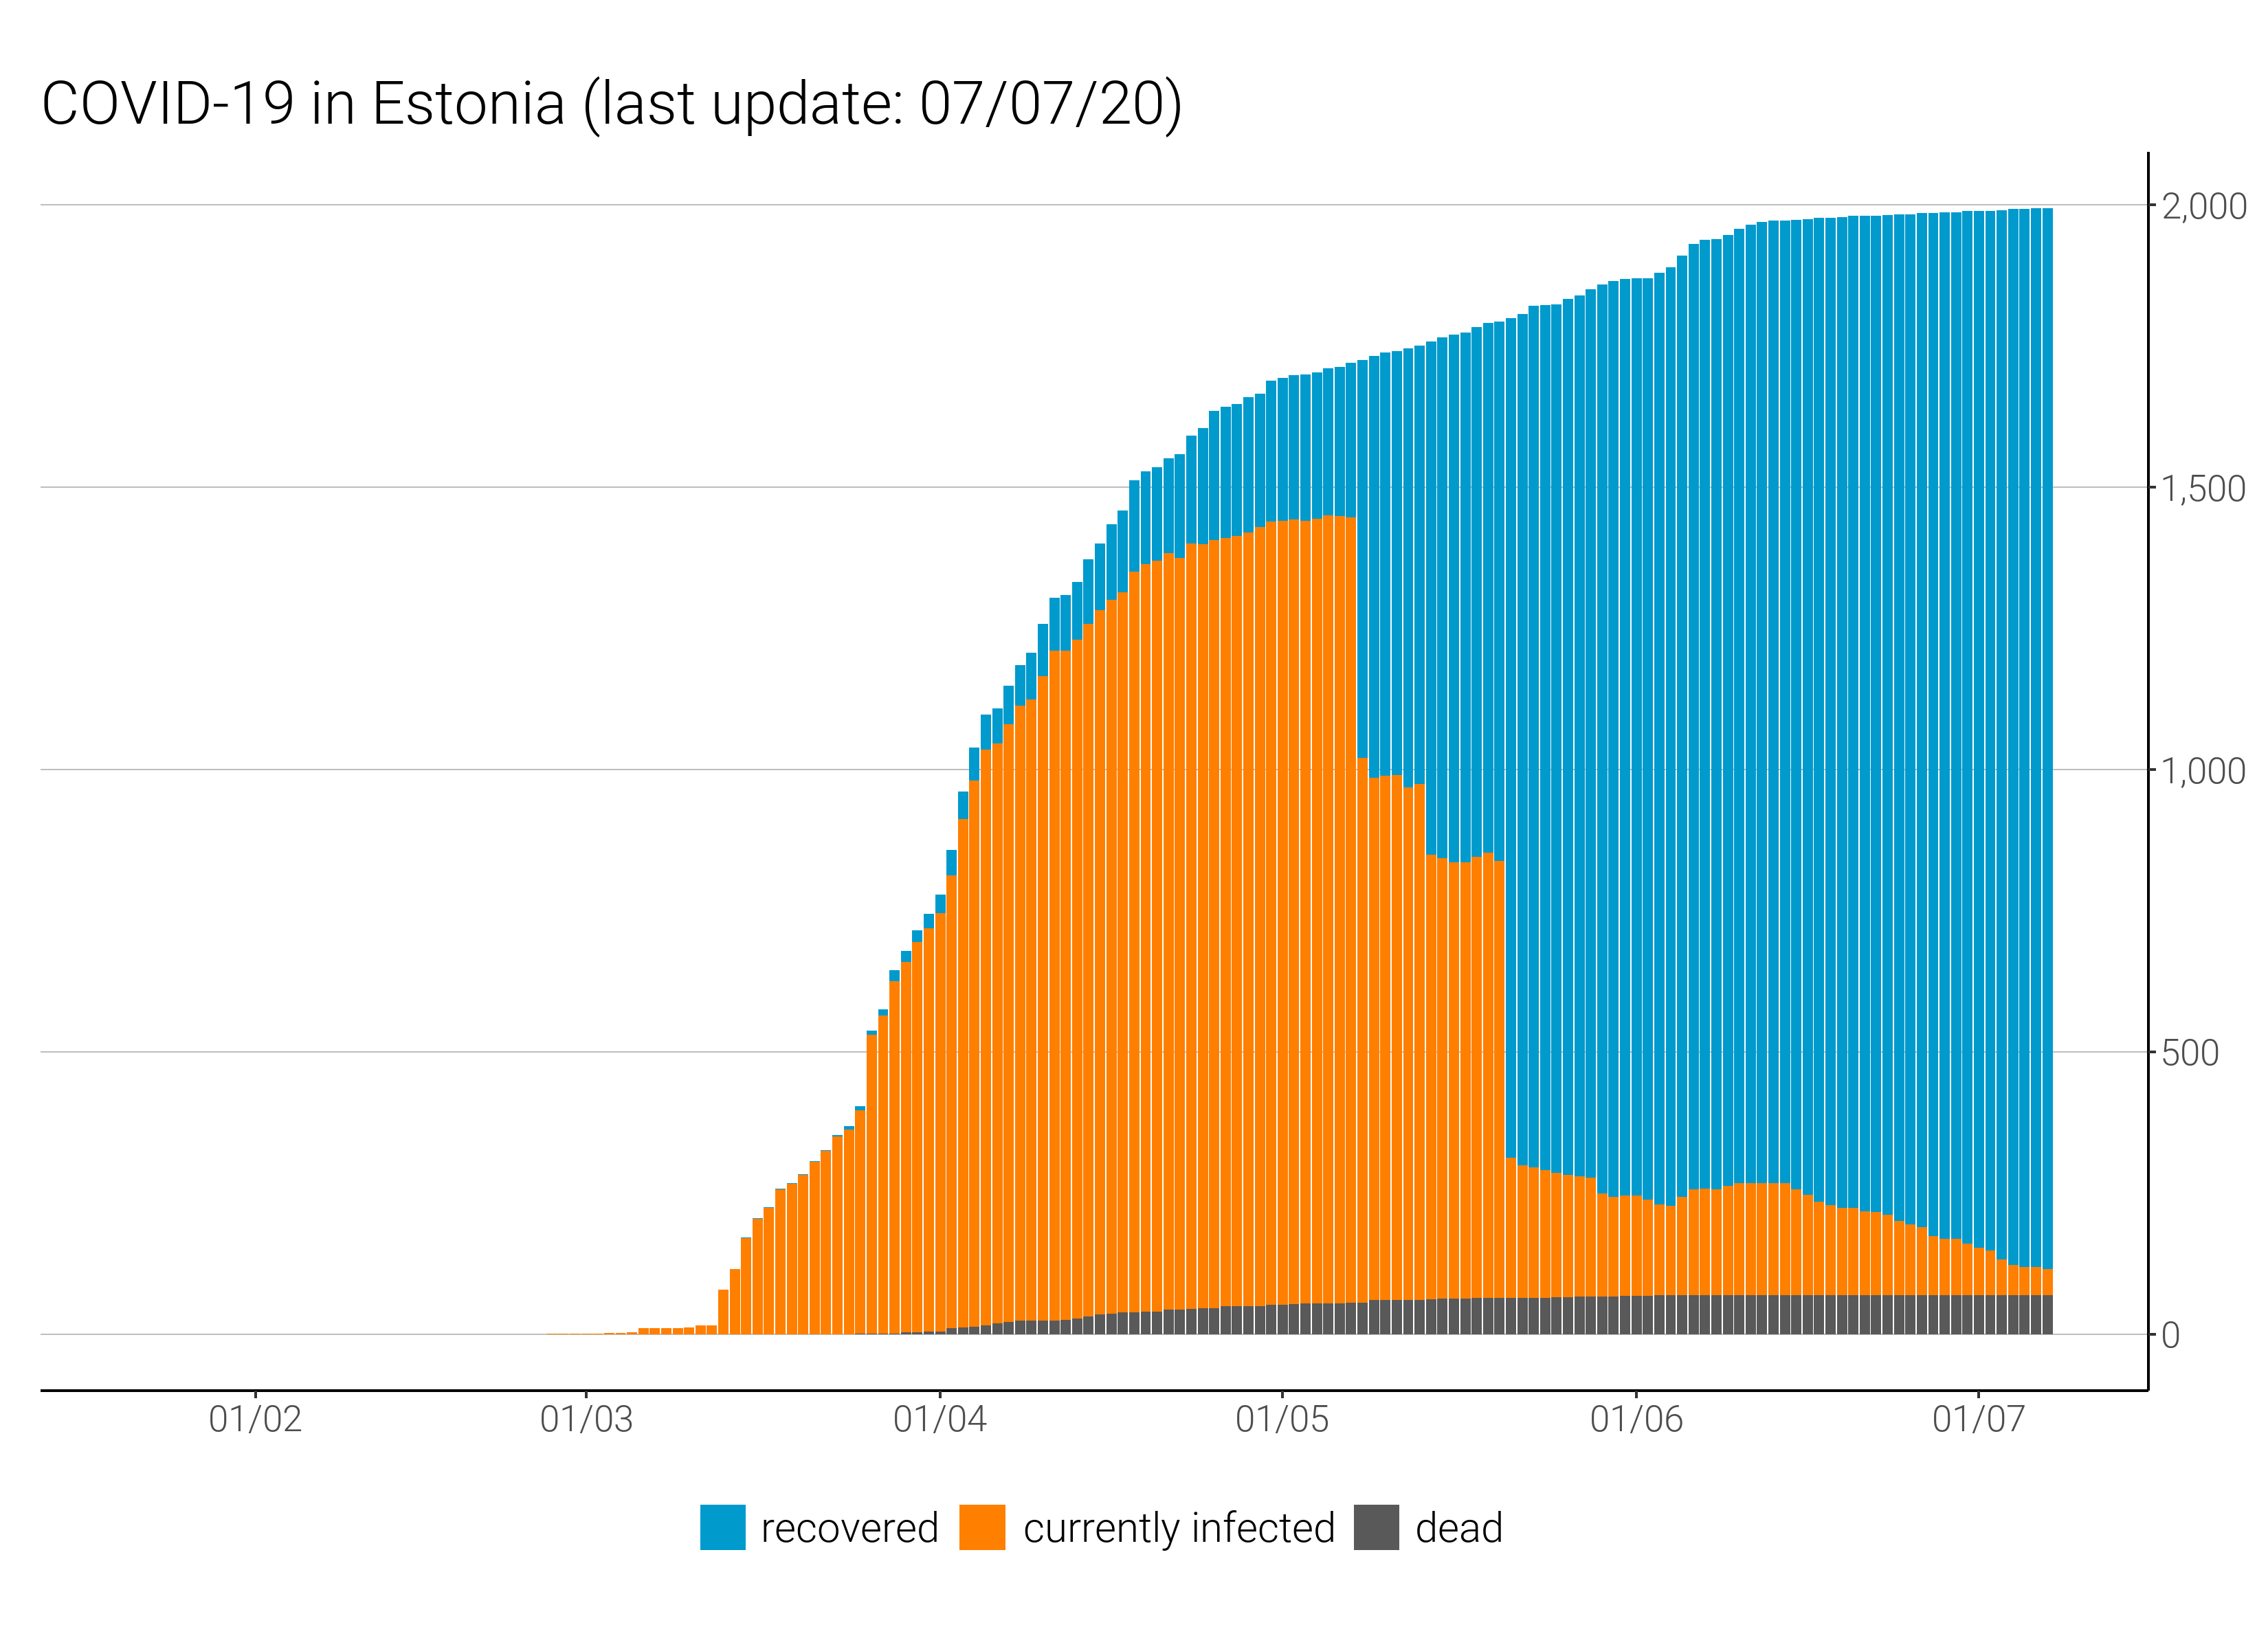 COVID-19 in Estonia (last update: 07/07/20)
2,000
1,500
1,000
500
0
01/02 01/03 01/04 01/05 01/06 01/07
recovered currently infected dead